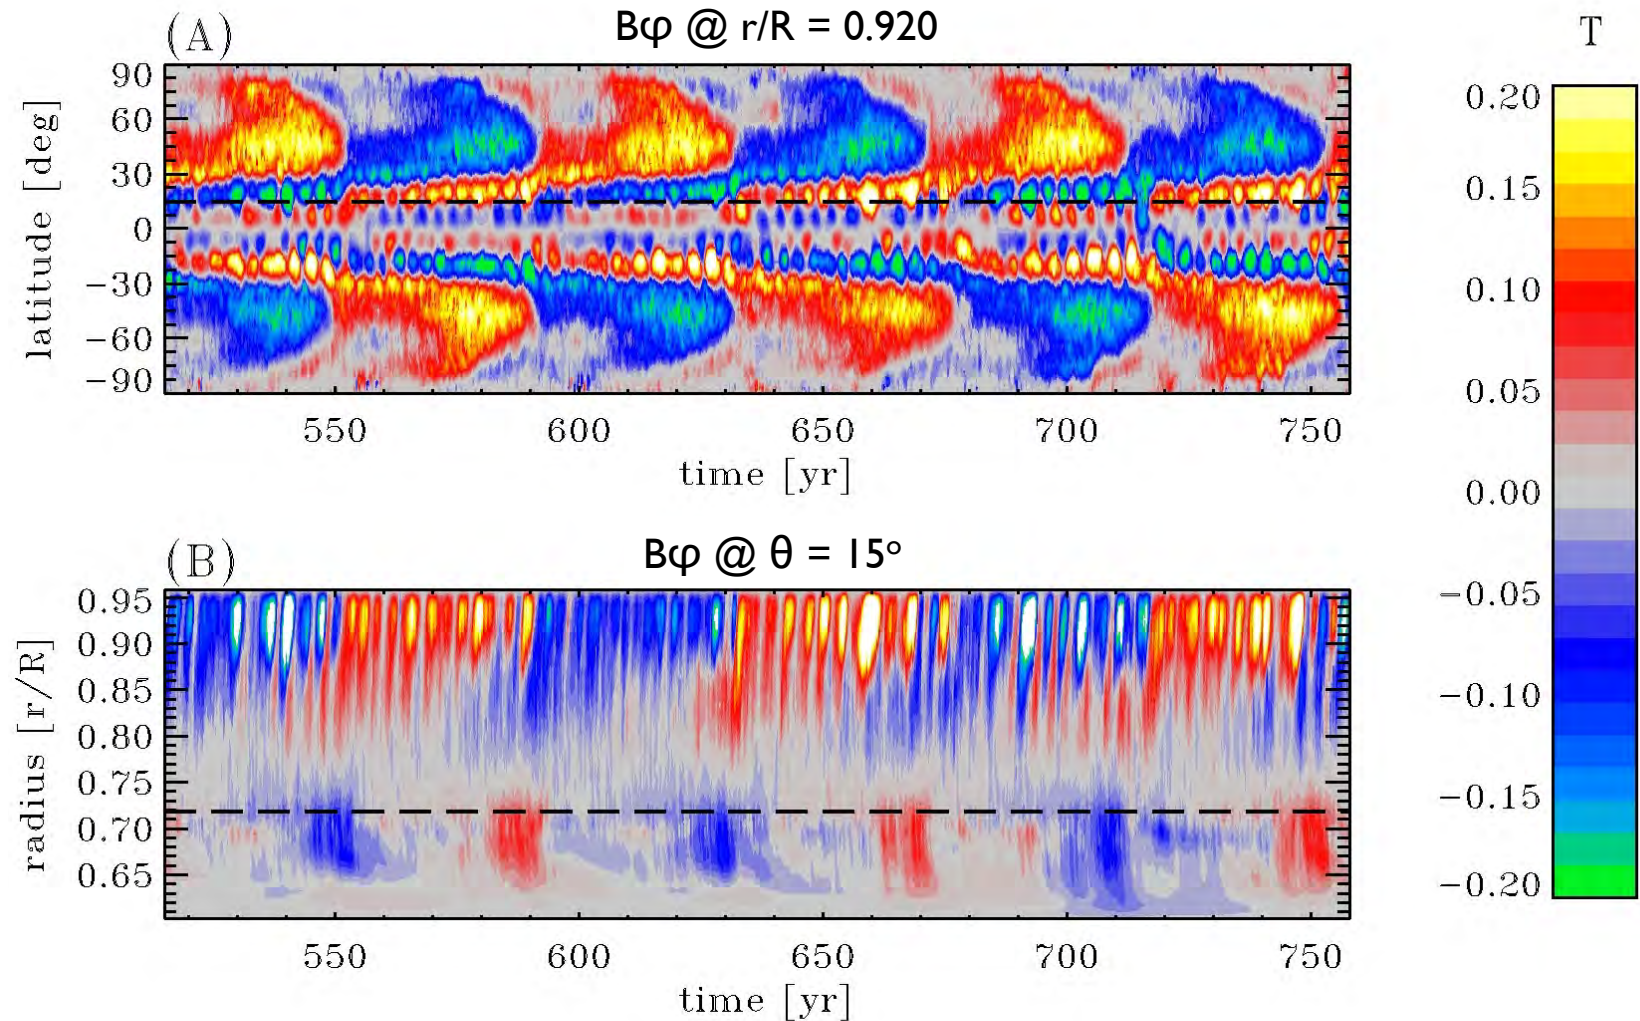 (A)
Bφ @ r/R = 0.920
T
90
60
30
0
−30
−60
−90
latitude [deg]
550 600 650 700 750
time [yr]
0.20
0.15
0.10
0.05
0.00
−0.05
−0.10
−0.15
−0.20
(B)
Bφ @ θ = 15°
0.95
0.90
0.85
0.80
0.75
0.70
0.65
radius [r/R]
550 600 650 700 750
time [yr]